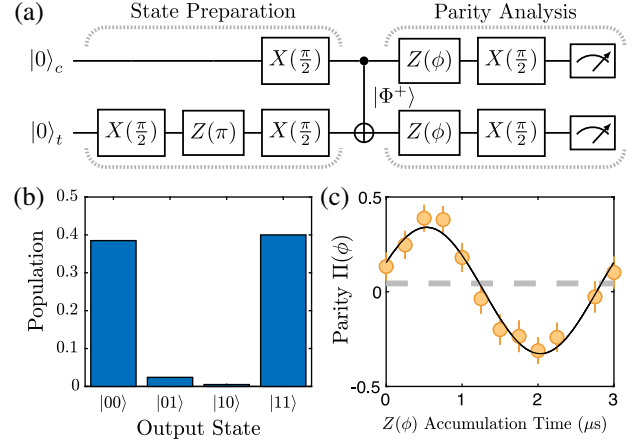 (a) State Preparation Parity Analysis
|0⟩c X(π/2) Z(ϕ) X(π/2)
|Φ⁺⟩
|0⟩t X(π/2) Z(π) X(π/2) Z(ϕ) X(π/2)
(b)
Population
0.5
0.4
0.3
0.2
0.1
0
|00⟩ |01⟩ |10⟩ |11⟩
Output State
(c)
Parity Π(ϕ)
0.5
0
-0.5
0 1 2 3
Z(ϕ) Accumulation Time (μs)